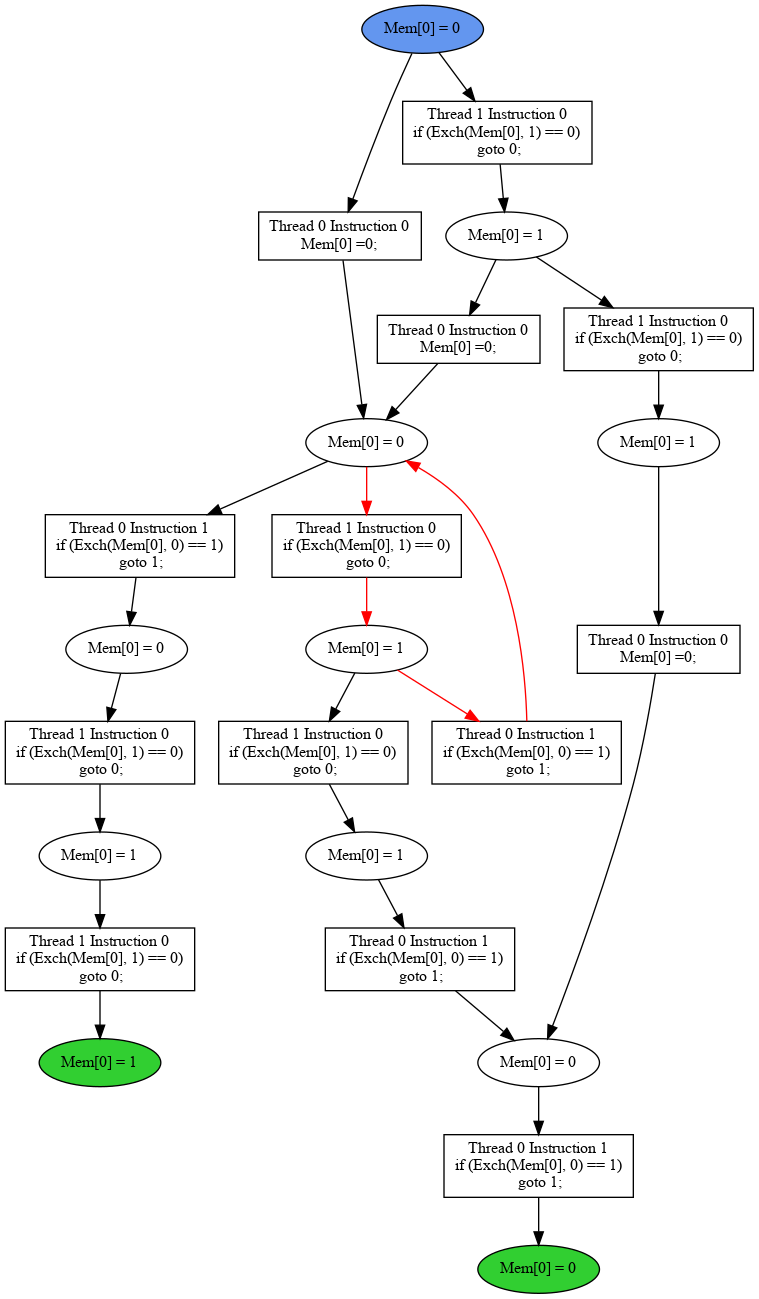 Mem[0] = 0
Thread 1 Instruction 0
if (Exch(Mem[0], 1) == 0)
goto 0;
Thread 0 Instruction 0
Mem[0] =0;
Mem[0] = 1
Thread 0 Instruction 0
Mem[0] =0;
Thread 1 Instruction 0
if (Exch(Mem[0], 1) == 0)
goto 0;
Mem[0] = 0
Mem[0] = 1
Thread 0 Instruction 1
if (Exch(Mem[0], 0) == 1)
goto 1;
Thread 1 Instruction 0
if (Exch(Mem[0], 1) == 0)
goto 0;
Mem[0] = 0
Mem[0] = 1
Thread 0 Instruction 0
Mem[0] =0;
Thread 1 Instruction 0
if (Exch(Mem[0], 1) == 0)
goto 0;
Thread 1 Instruction 0
if (Exch(Mem[0], 1) == 0)
goto 0;
Thread 0 Instruction 1
if (Exch(Mem[0], 0) == 1)
goto 1;
Mem[0] = 1
Mem[0] = 1
Thread 1 Instruction 0
if (Exch(Mem[0], 1) == 0)
goto 0;
Thread 0 Instruction 1
if (Exch(Mem[0], 0) == 1)
goto 1;
Mem[0] = 1
Mem[0] = 0
Thread 0 Instruction 1
if (Exch(Mem[0], 0) == 1)
goto 1;
Mem[0] = 0